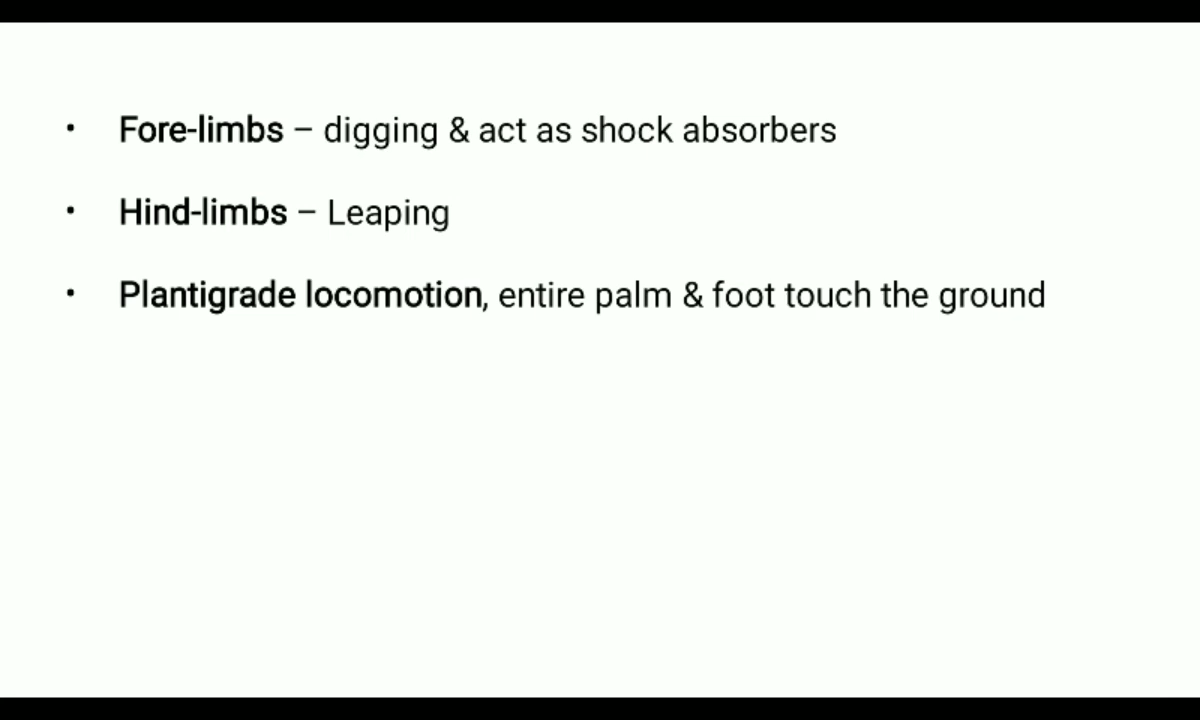 • Fore-limbs – digging & act as shock absorbers
• Hind-limbs – Leaping
• Plantigrade locomotion, entire palm & foot touch the ground